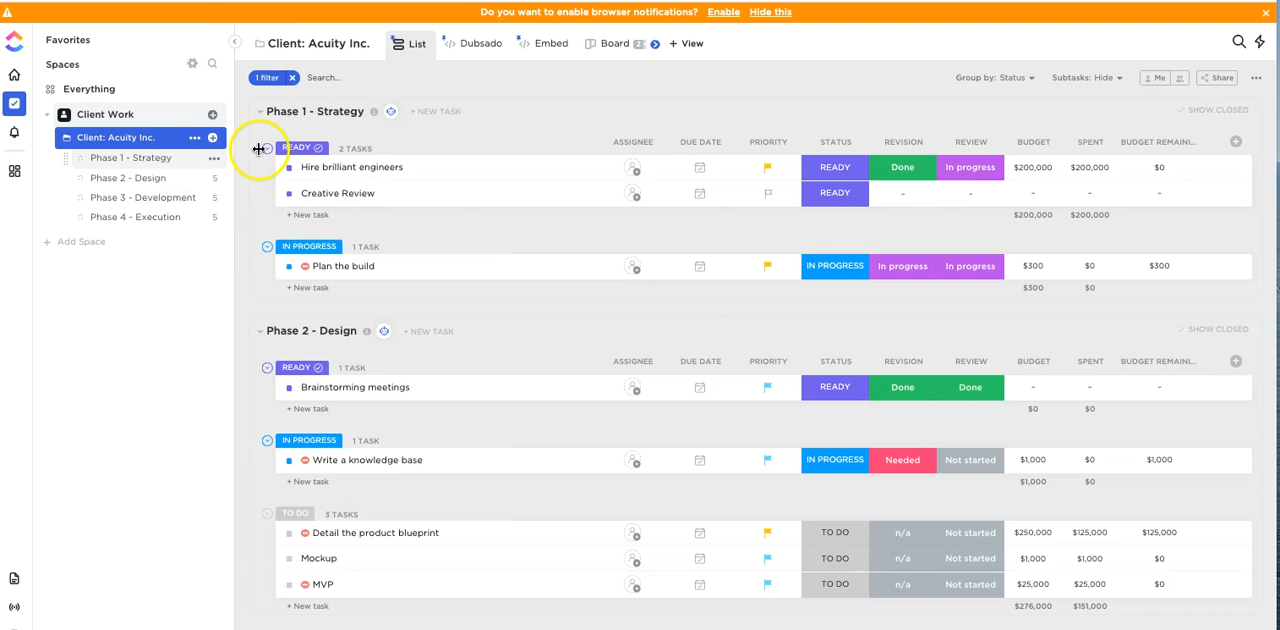 Do you want to enable browser notifications? Enable Hide this
Favorites
Spaces
Everything
Client Work
Client: Acuity Inc.
Phase 1 - Strategy
Phase 2 - Design 5
Phase 3 - Development 5
Phase 4 - Execution 5
+ Add Space
Client: Acuity Inc. List Dubsado Embed Board 2 + View
1 filter Search... Group by: Status Subtasks: Hide Me Share
Phase 1 - Strategy + NEW TASK SHOW CLOSED
READY 2 TASKS ASSIGNEE DUE DATE PRIORITY STATUS REVISION REVIEW BUDGET SPENT BUDGET REMAINI...
Hire brilliant engineers READY Done In progress $200,000 $200,000 $0
Creative Review READY - - - - -
+ New task $200,000 $200,000
IN PROGRESS 1 TASK
Plan the build IN PROGRESS In progress In progress $300 $0 $300
+ New task $300 $0
Phase 2 - Design + NEW TASK SHOW CLOSED
READY 1 TASK ASSIGNEE DUE DATE PRIORITY STATUS REVISION REVIEW BUDGET SPENT BUDGET REMAINI...
Brainstorming meetings READY Done Done - - -
+ New task $0 $0
IN PROGRESS 1 TASK
Write a knowledge base IN PROGRESS Needed Not started $1,000 $0 $1,000
+ New task $1,000 $0
TO DO 3 TASKS
Detail the product blueprint TO DO n/a Not started $250,000 $125,000 $125,000
Mockup TO DO n/a Not started $1,000 $1,000 $0
MVP TO DO n/a Not started $25,000 $25,000 $0
+ New task $276,000 $151,000